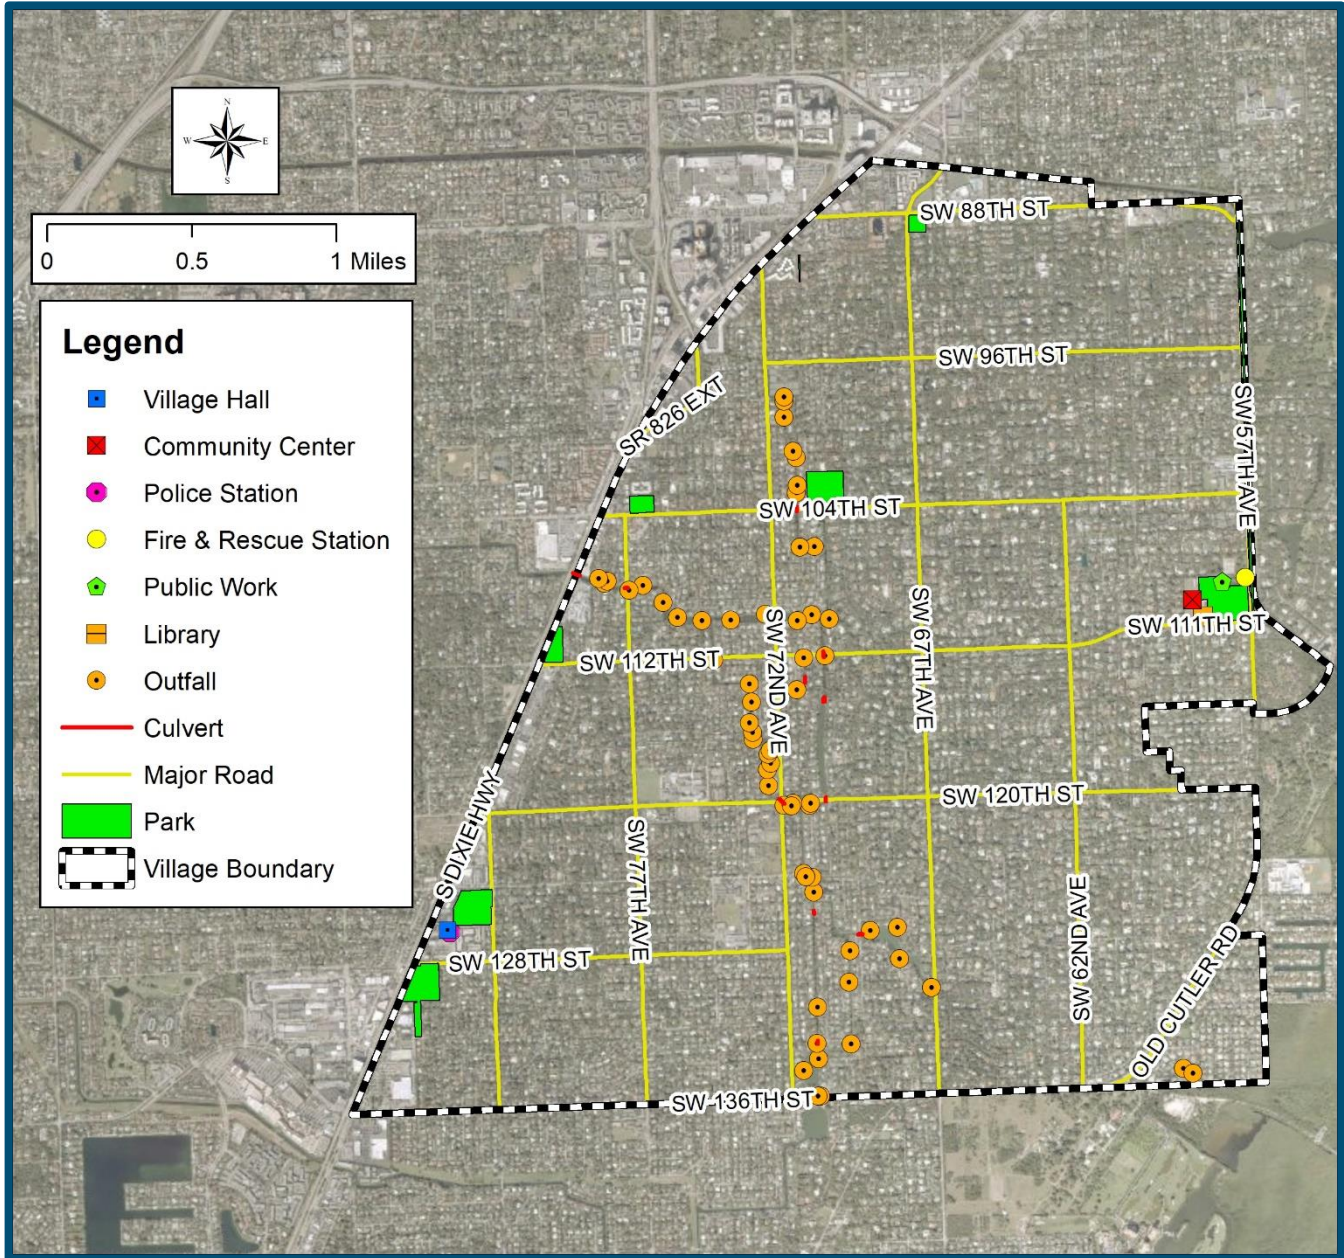 N
W E
S
0 0.5 1 Miles
Legend
Village Hall
Community Center
Police Station
Fire & Rescue Station
Public Work
Library
Outfall
Culvert
Major Road
Park
Village Boundary
SW 88TH ST
SW 96TH ST
SR 826 EXT
SW 57TH AVE
SW 104TH ST
SW 111TH ST
SW 67TH AVE
SW 72ND AVE
SW 112TH ST
S DIXIE HWY
SW 120TH ST
SW 77TH AVE
SW 62ND AVE
SW 128TH ST
OLD CUTLER RD
SW 136TH ST